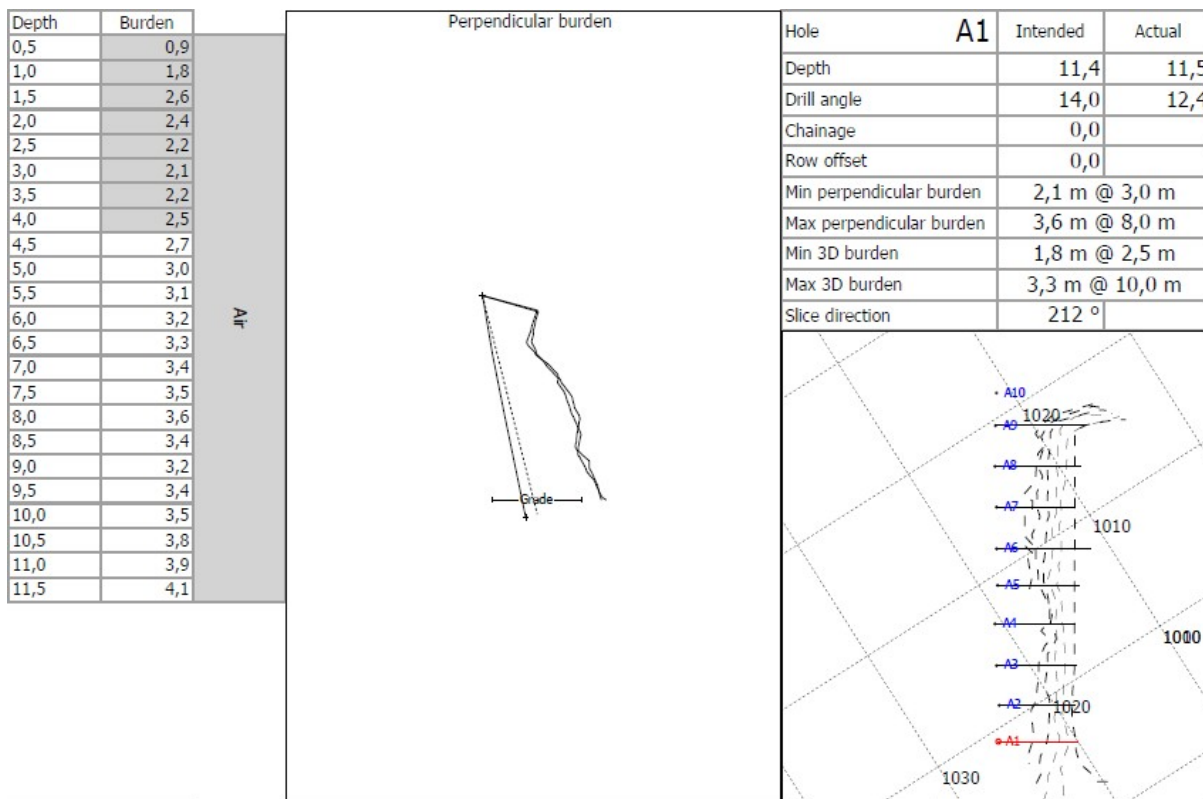 Depth Burden
0,5 0,9
1,0 1,8
1,5 2,6
2,0 2,4
2,5 2,2
3,0 2,1
3,5 2,2
4,0 2,5
4,5 2,7
5,0 3,0
5,5 3,1
6,0 3,2
6,5 3,3
7,0 3,4
7,5 3,5
8,0 3,6
8,5 3,4
9,0 3,2
9,5 3,4
10,0 3,5
10,5 3,8
11,0 3,9
11,5 4,1
Air
Perpendicular burden
Grade
Hole A1 Intended Actual
Depth 11,4 11,5
Drill angle 14,0 12,4
Chainage 0,0
Row offset 0,0
Min perpendicular burden 2,1 m @ 3,0 m
Max perpendicular burden 3,6 m @ 8,0 m
Min 3D burden 1,8 m @ 2,5 m
Max 3D burden 3,3 m @ 10,0 m
Slice direction 212 º
A10
1020
A9
A8
A7
1010
A6
A5
A4
A3
A2
1020
A1
1030